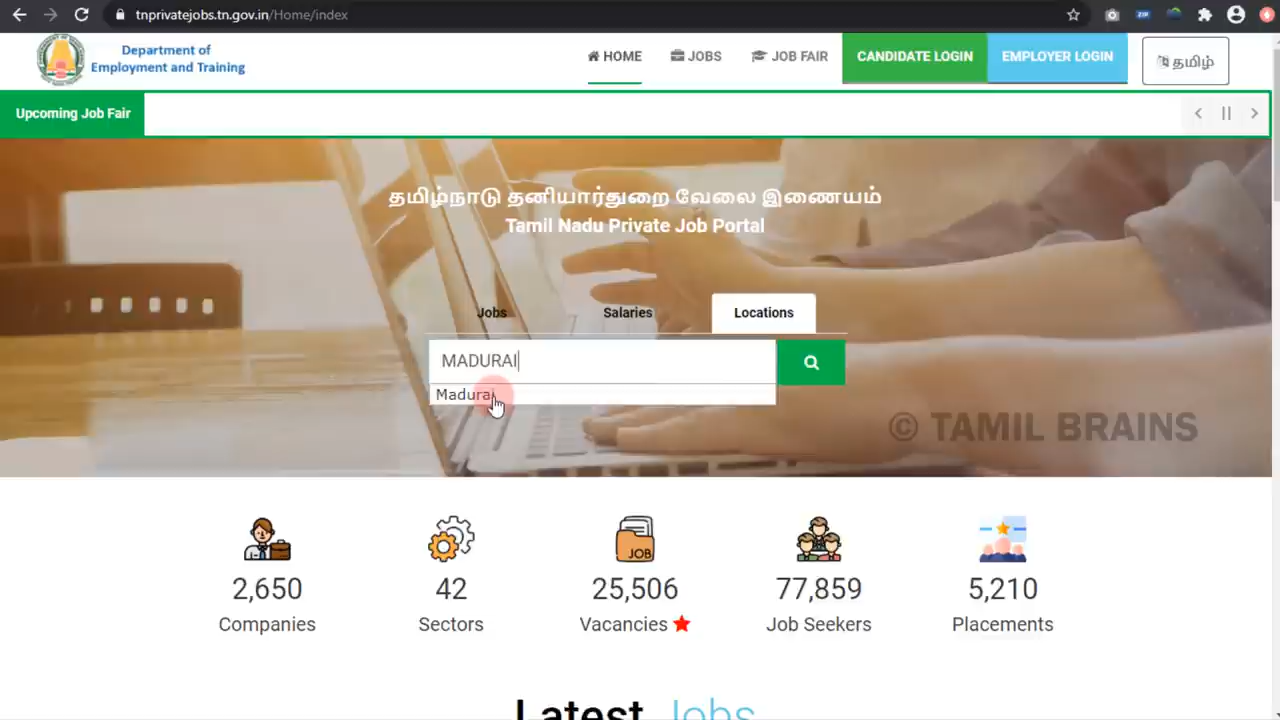 tnprivatejobs.tn.gov.in/Home/index
Department of
Employment and Training
HOME
JOBS
JOB FAIR
CANDIDATE LOGIN
EMPLOYER LOGIN
தமிழ்
Upcoming Job Fair
தமிழ்நாடு தனியார்துறை வேலை இணையம்
Tamil Nadu Private Job Portal
Jobs
Salaries
Locations
MADURAI
Madurai
© TAMIL BRAINS
JOB
2,650
42
25,506
77,859
5,210
Companies
Sectors
Vacancies
Job Seekers
Placements
Latest Jobs